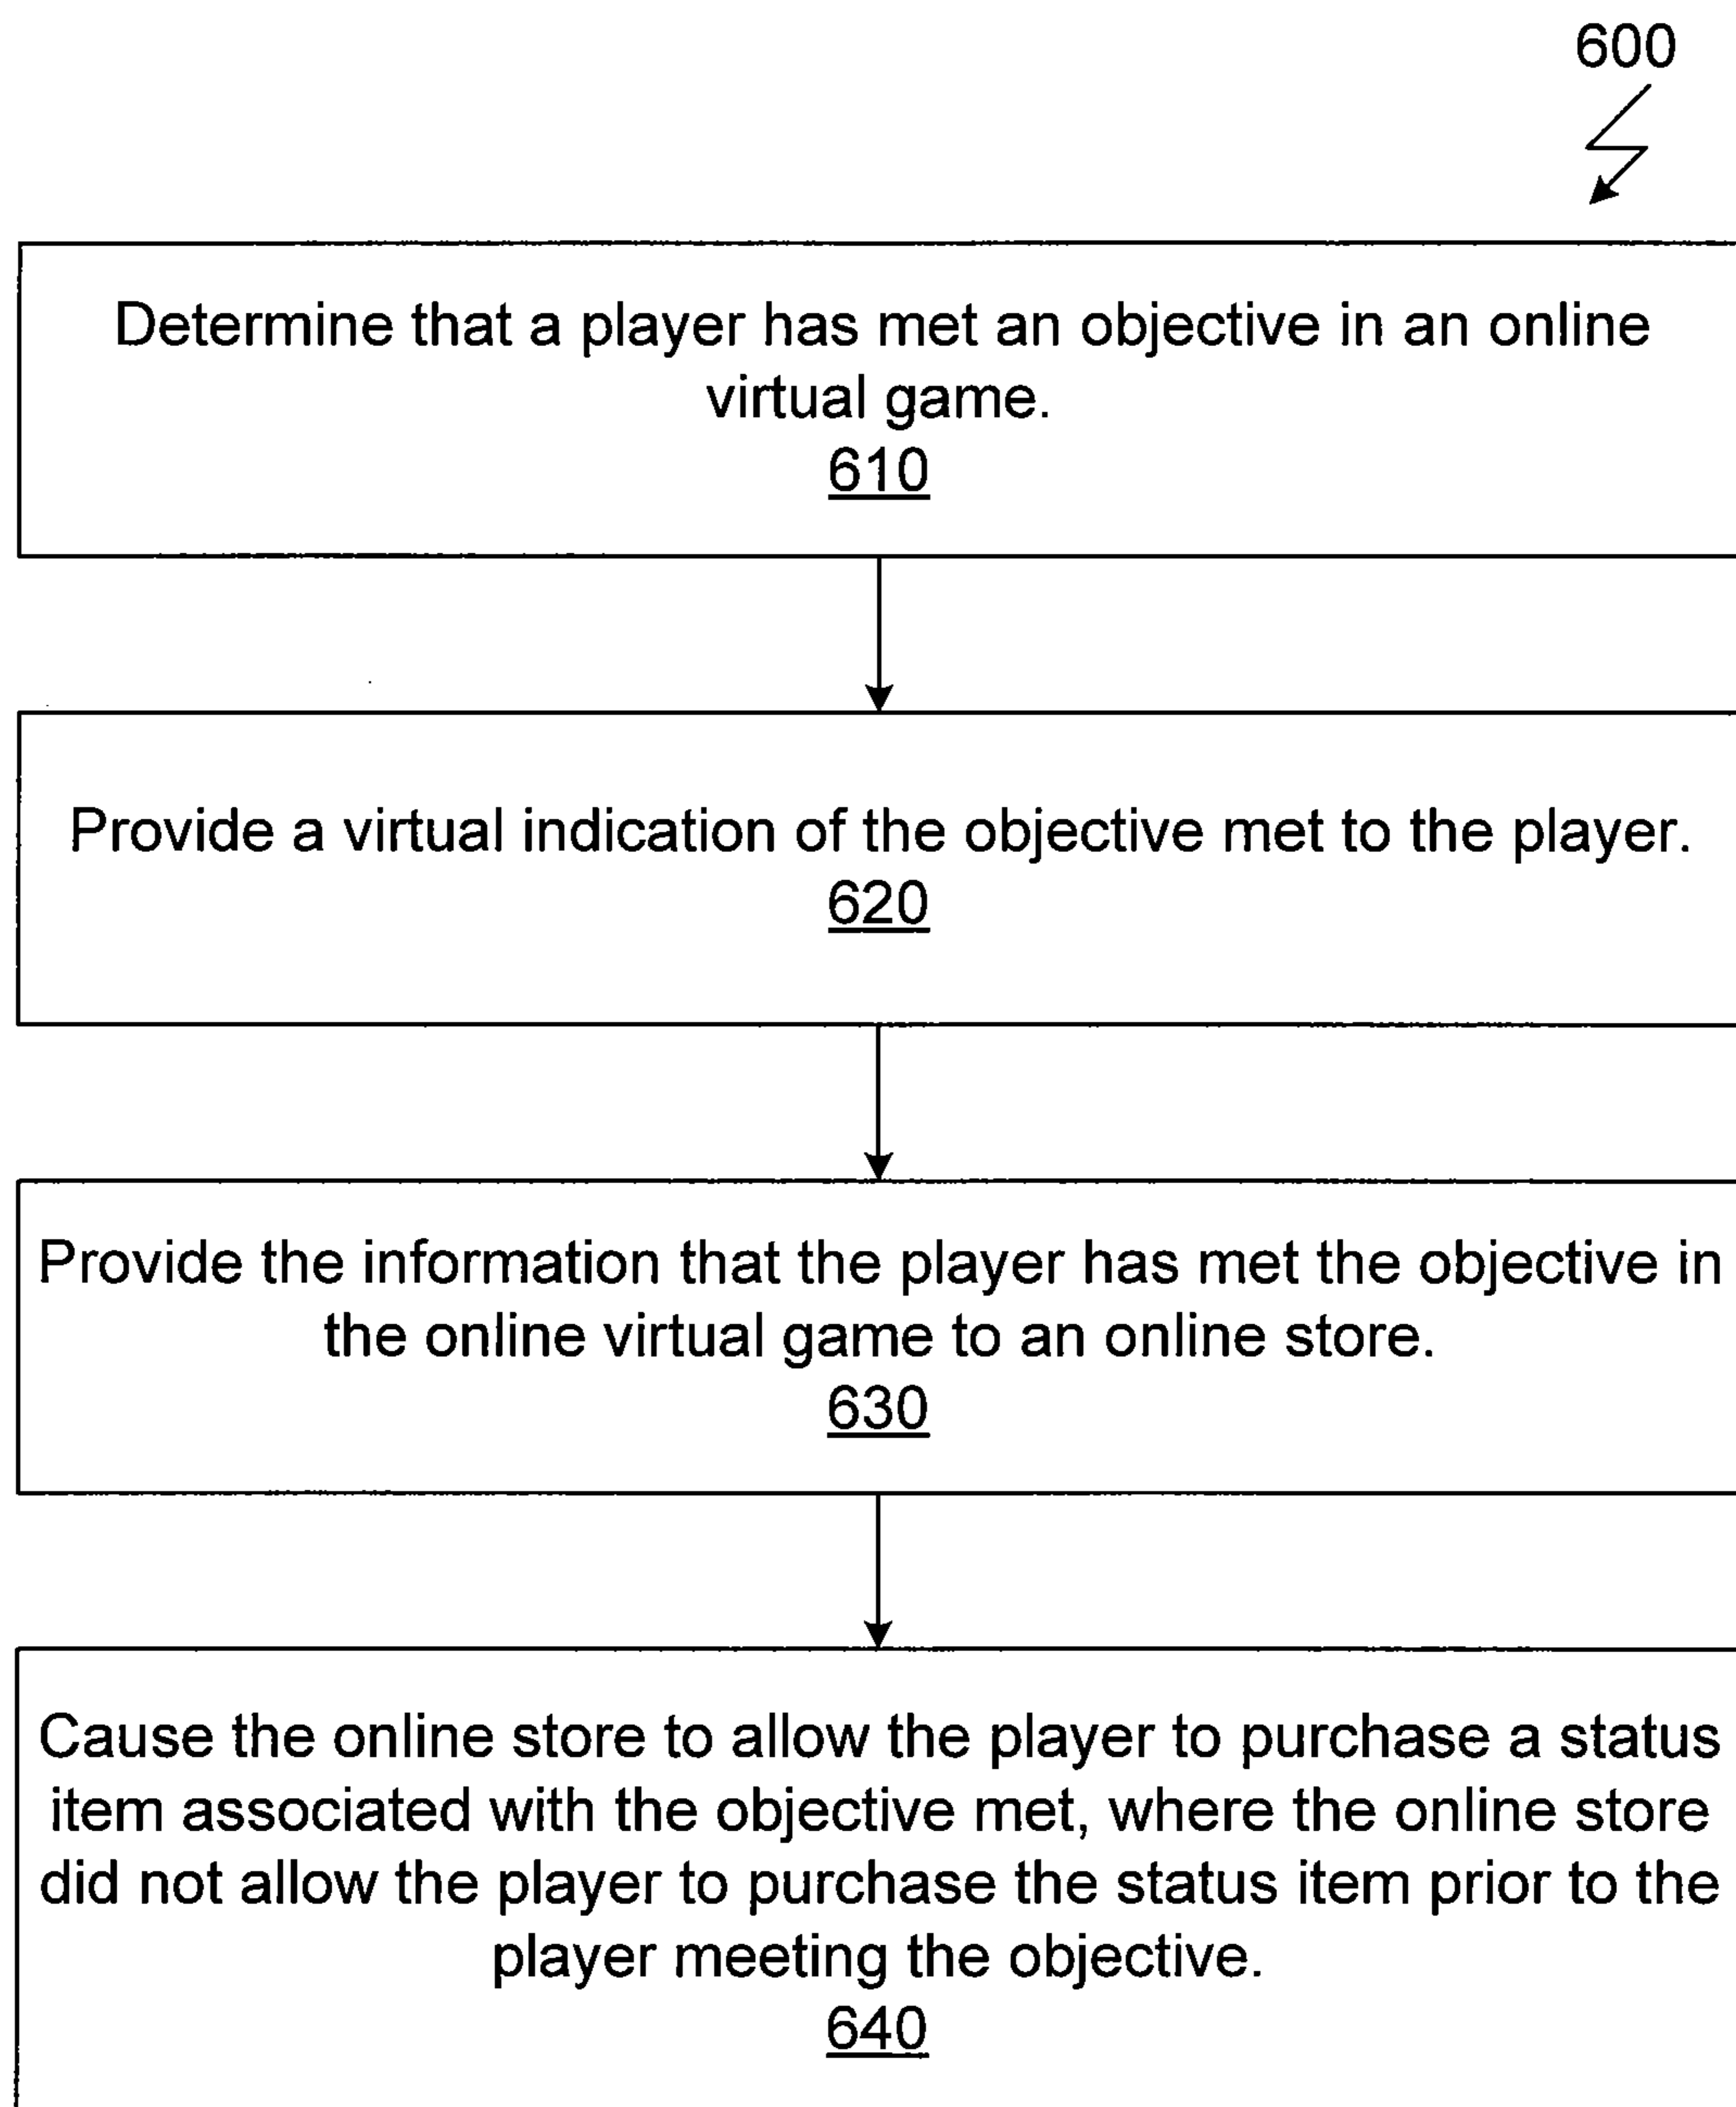 600
Determine that a player has met an objective in an online
virtual game.
610
Provide a virtual indication of the objective met to the player.
620
Provide the information that the player has met the objective in
the online virtual game to an online store.
630
Cause the online store to allow the player to purchase a status
item associated with the objective met, where the online store
did not allow the player to purchase the status item prior to the
player meeting the objective.
640